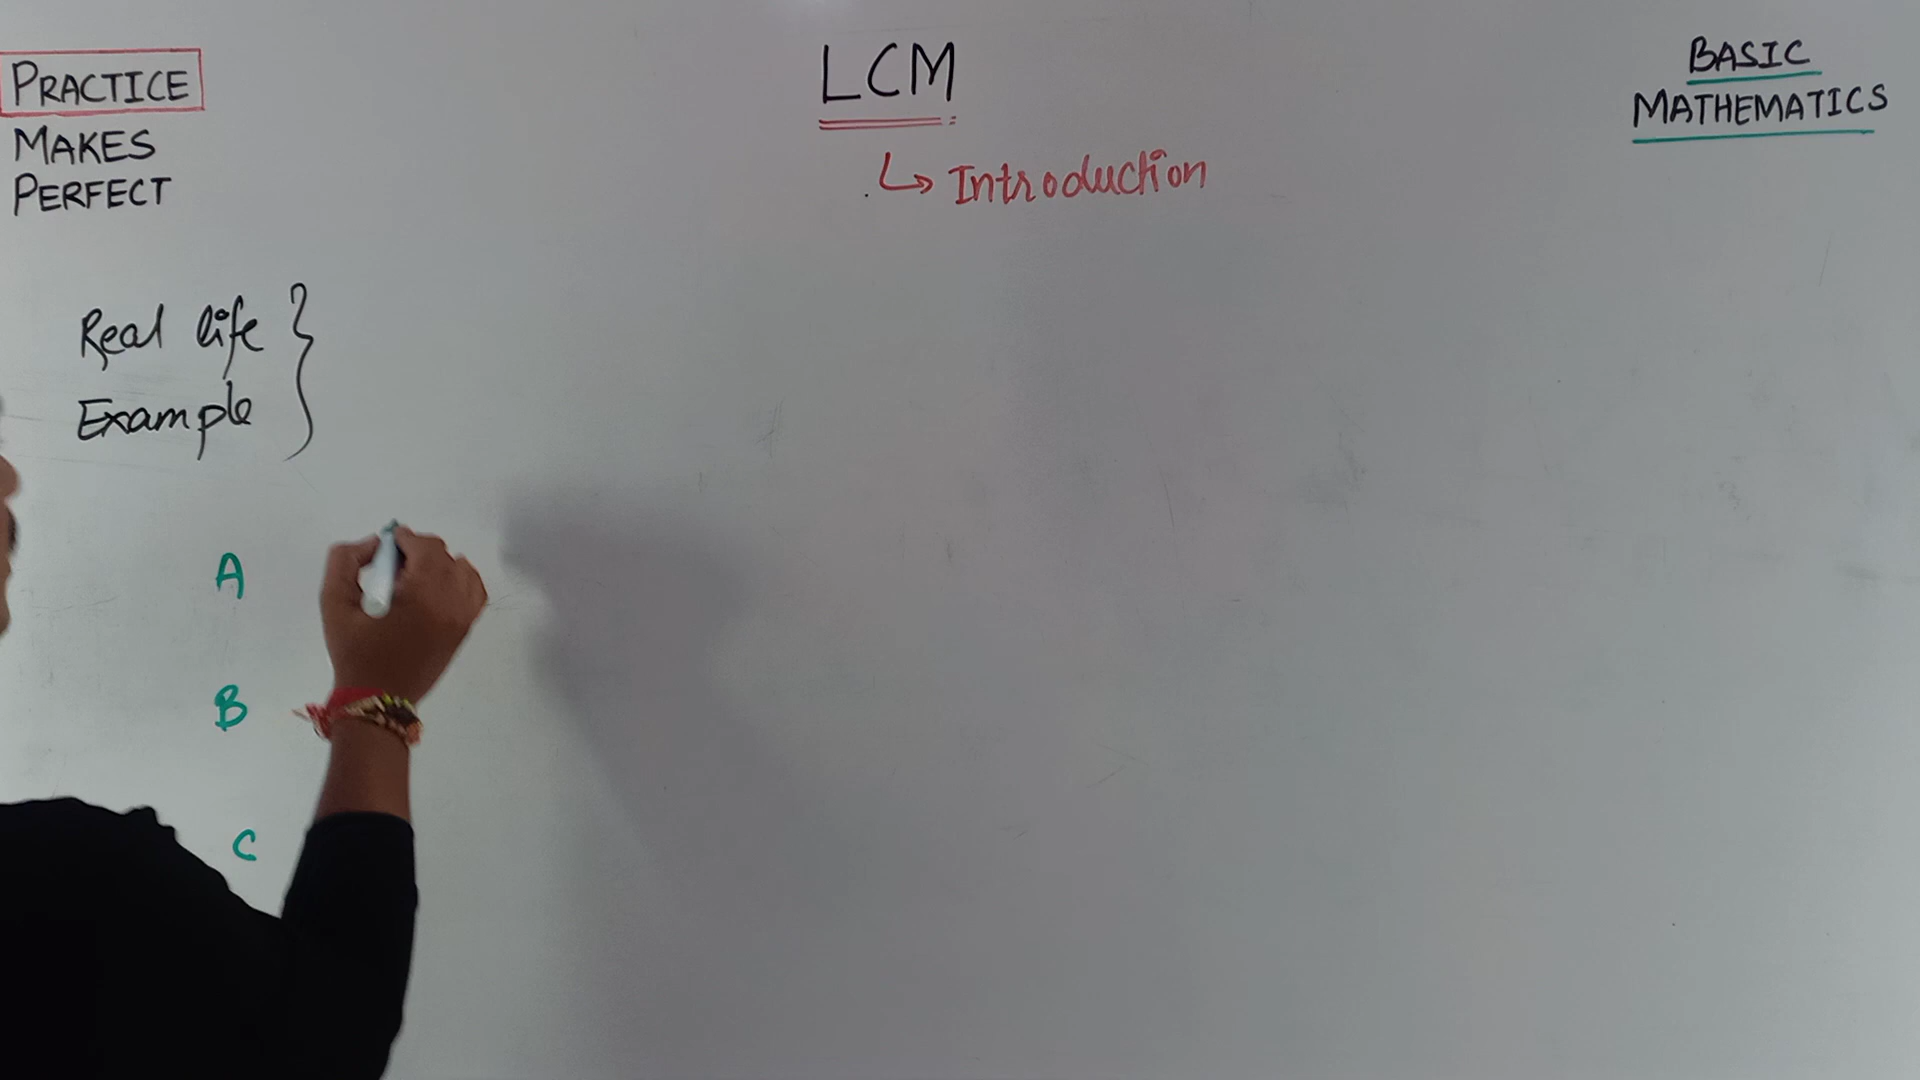 PRACTICE
MAKES
PERFECT
LCM
Introduction
BASIC
MATHEMATICS
Real life
Example
A
B
C